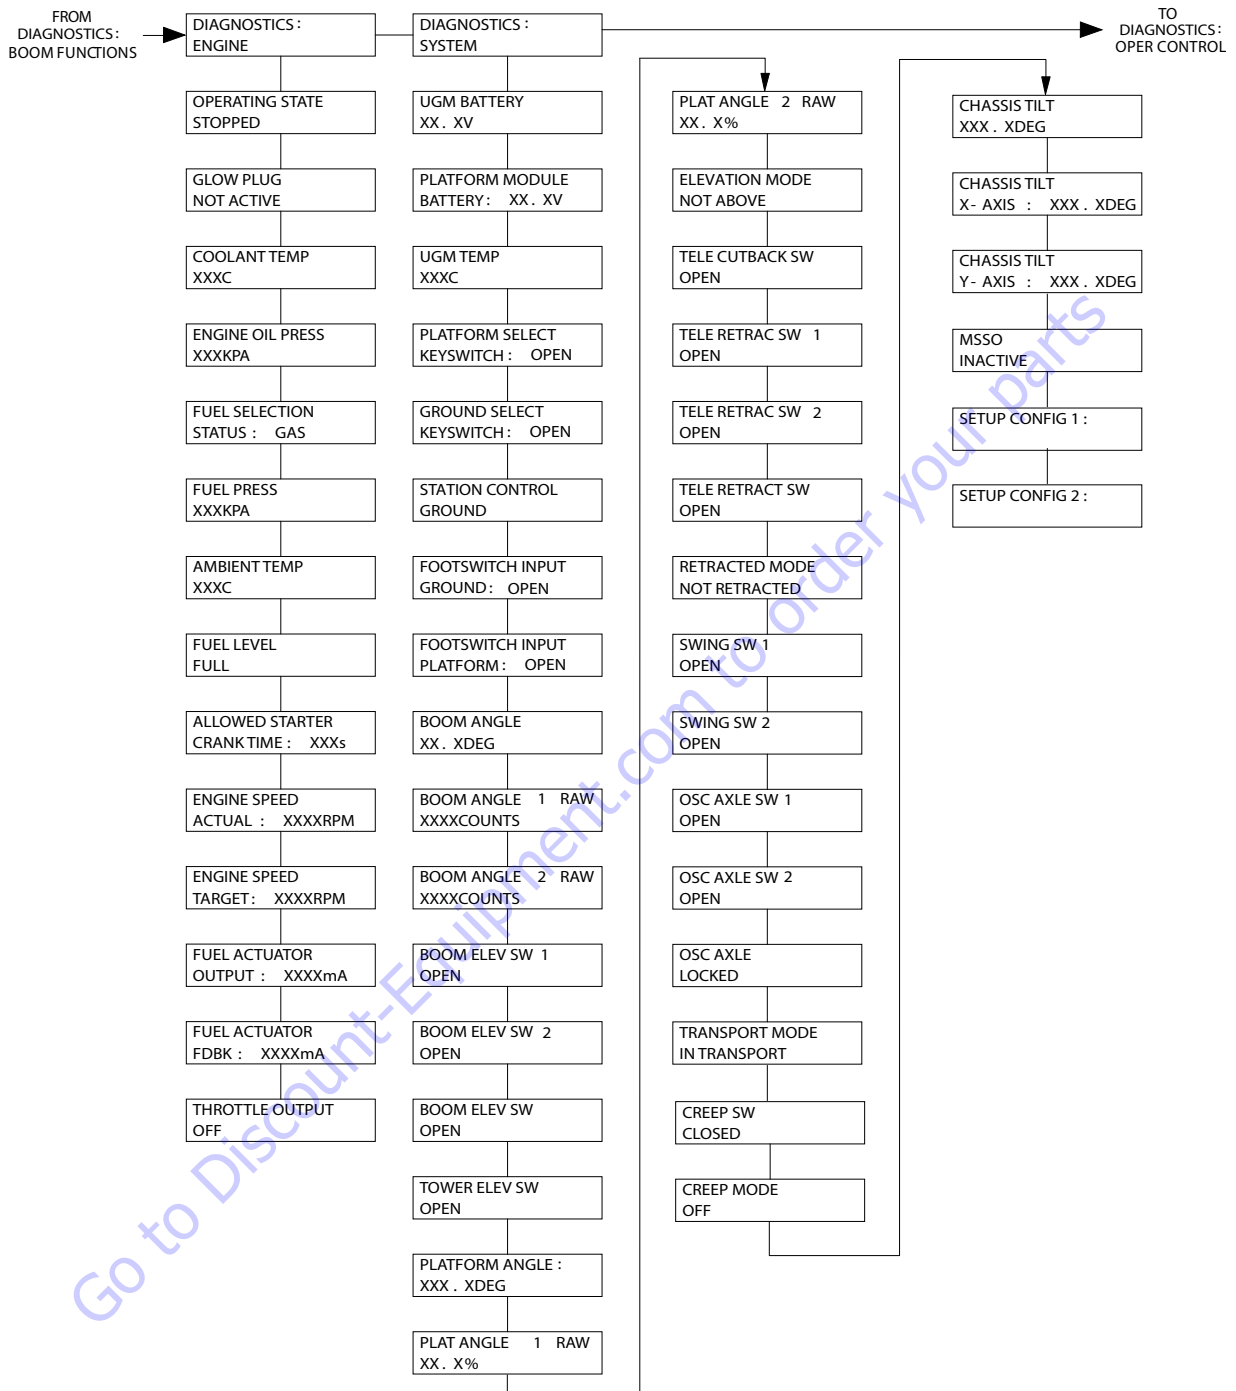 FROM
DIAGNOSTICS:
BOOM FUNCTIONS
DIAGNOSTICS:
ENGINE
OPERATING STATE
STOPPED
GLOW PLUG
NOT ACTIVE
COOLANT TEMP
XXXC
ENGINE OIL PRESS
XXXKPA
FUEL SELECTION
STATUS: GAS
FUEL PRESS
XXXKPA
AMBIENT TEMP
XXXC
FUEL LEVEL
FULL
ALLOWED STARTER
CRANK TIME: XXXs
ENGINE SPEED
ACTUAL : XXXXRPM
ENGINE SPEED
TARGET: XXXXRPM
FUEL ACTUATOR
OUTPUT : XXXXmA
FUEL ACTUATOR
FDBK : XXXXmA
THROTTLE OUTPUT
OFF
DIAGNOSTICS:
SYSTEM
UGM BATTERY
XX. XV
PLATFORM MODULE
BATTERY: XX. XV
UGM TEMP
XXXC
PLATFORM SELECT
KEYSWITCH: OPEN
GROUND SELECT
KEYSWITCH: OPEN
STATION CONTROL
GROUND
FOOTSWITCH INPUT
GROUND: OPEN
FOOTSWITCH INPUT
PLATFORM: OPEN
BOOM ANGLE
XX. XDEG
BOOM ANGLE 1 RAW
XXXXCOUNTS
BOOM ANGLE 2 RAW
XXXXCOUNTS
BOOM ELEV SW 1
OPEN
BOOM ELEV SW 2
OPEN
BOOM ELEV SW
OPEN
TOWER ELEV SW
OPEN
PLATFORM ANGLE:
XXX . XDEG
PLAT ANGLE 1 RAW
XX. X%
PLAT ANGLE 2 RAW
XX. X%
ELEVATION MODE
NOT ABOVE
TELE CUTBACK SW
OPEN
TELE RETRAC SW 1
OPEN
TELE RETRAC SW 2
OPEN
TELE RETRACT SW
OPEN
RETRACTED MODE
NOT RETRACTED
SWING SW 1
OPEN
SWING SW 2
OPEN
OSC AXLE SW 1
OPEN
OSC AXLE SW 2
OPEN
OSC AXLE
LOCKED
TRANSPORT MODE
IN TRANSPORT
CREEP SW
CLOSED
CREEP MODE
OFF
CHASSIS TILT
XXX . XDEG
CHASSIS TILT
X- AXIS : XXX . XDEG
CHASSIS TILT
Y- AXIS : XXX . XDEG
MSSO
INACTIVE
SETUP CONFIG 1:
SETUP CONFIG 2:
TO
DIAGNOSTICS:
OPER CONTROL
Go to Discount-Equipment.com to order your parts